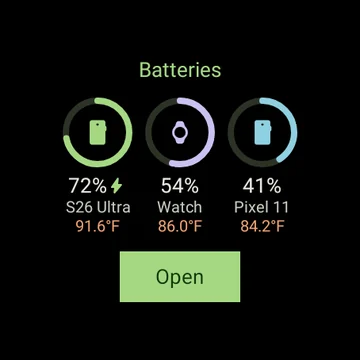 Batteries
72% 54% 41%
S26 Ultra Watch Pixel 11
91.6°F 86.0°F 84.2°F
Open